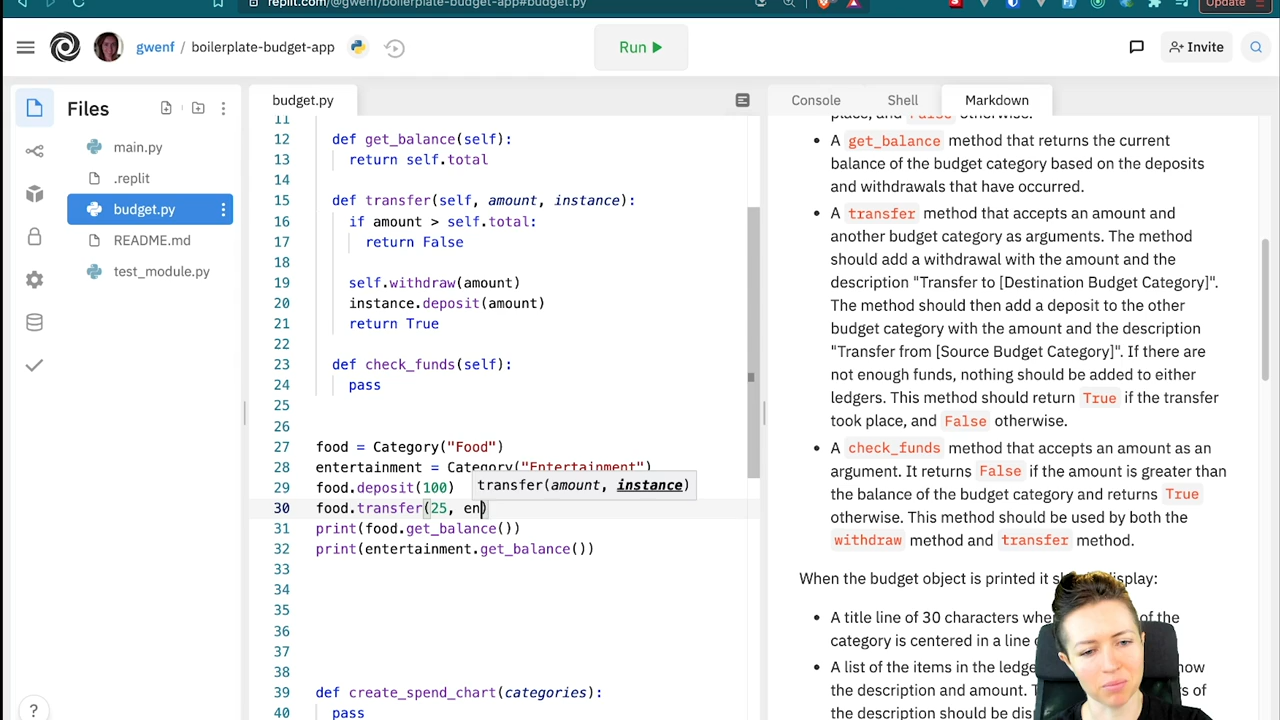 replit.com/@gwenf/boilerplate-budget-app#budget.py
Update
gwenf / boilerplate-budget-app
Run
Invite
Files
main.py
.replit
budget.py
README.md
test_module.py
budget.py
11
12 def get_balance(self):
13 return self.total
14
15 def transfer(self, amount, instance):
16 if amount > self.total:
17 return False
18
19 self.withdraw(amount)
20 instance.deposit(amount)
21 return True
22
23 def check_funds(self):
24 pass
25
26
27 food = Category("Food")
28 entertainment = Category("Entertainment")
29 food.deposit(100)
transfer(amount, instance)
30 food.transfer(25, en)
31 print(food.get_balance())
32 print(entertainment.get_balance())
33
34
35
36
37
38
39 def create_spend_chart(categories):
40 pass
?
Console Shell Markdown
place, and False otherwise.
• A get_balance method that returns the current
balance of the budget category based on the deposits
and withdrawals that have occurred.
• A transfer method that accepts an amount and
another budget category as arguments. The method
should add a withdrawal with the amount and the
description "Transfer to [Destination Budget Category]".
The method should then add a deposit to the other
budget category with the amount and the description
"Transfer from [Source Budget Category]". If there are
not enough funds, nothing should be added to either
ledgers. This method should return True if the transfer
took place, and False otherwise.
• A check_funds method that accepts an amount as an
argument. It returns False if the amount is greater than
the balance of the budget category and returns True
otherwise. This method should be used by both the
withdraw method and transfer method.
When the budget object is printed it display:
• A title line of 30 characters of the
category is centered in a line
• A list of the items in the
the description and amount. of
the description should be